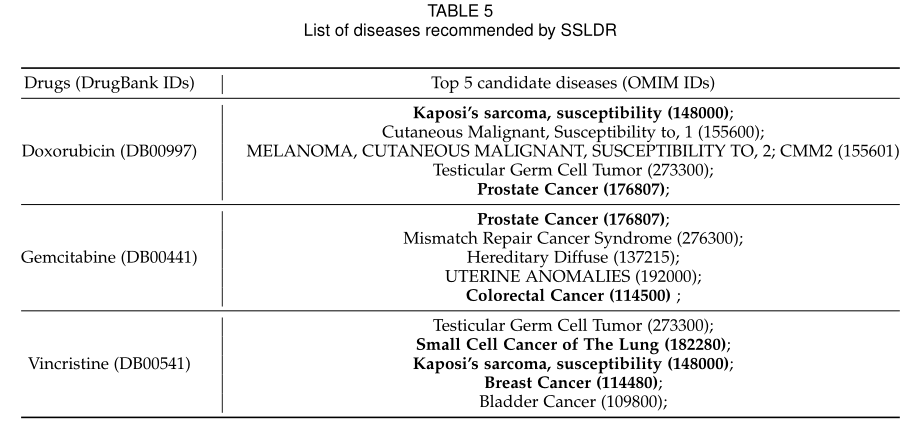 TABLE 5
List of diseases recommended by SSLDR
Drugs (DrugBank IDs) Top 5 candidate diseases (OMIM IDs)
Kaposi's sarcoma, susceptibility (148000);
Cutaneous Malignant, Susceptibility to, 1 (155600);
Doxorubicin (DB00997) MELANOMA, CUTANEOUS MALIGNANT, SUSCEPTIBILITY TO, 2; CMM2 (155601)
Testicular Germ Cell Tumor (273300);
Prostate Cancer (176807);
Prostate Cancer (176807);
Mismatch Repair Cancer Syndrome (276300);
Gemcitabine (DB00441) Hereditary Diffuse (137215);
UTERINE ANOMALIES (192000);
Colorectal Cancer (114500) ;
Testicular Germ Cell Tumor (273300);
Small Cell Cancer of The Lung (182280);
Vincristine (DB00541) Kaposi's sarcoma, susceptibility (148000);
Breast Cancer (114480);
Bladder Cancer (109800);